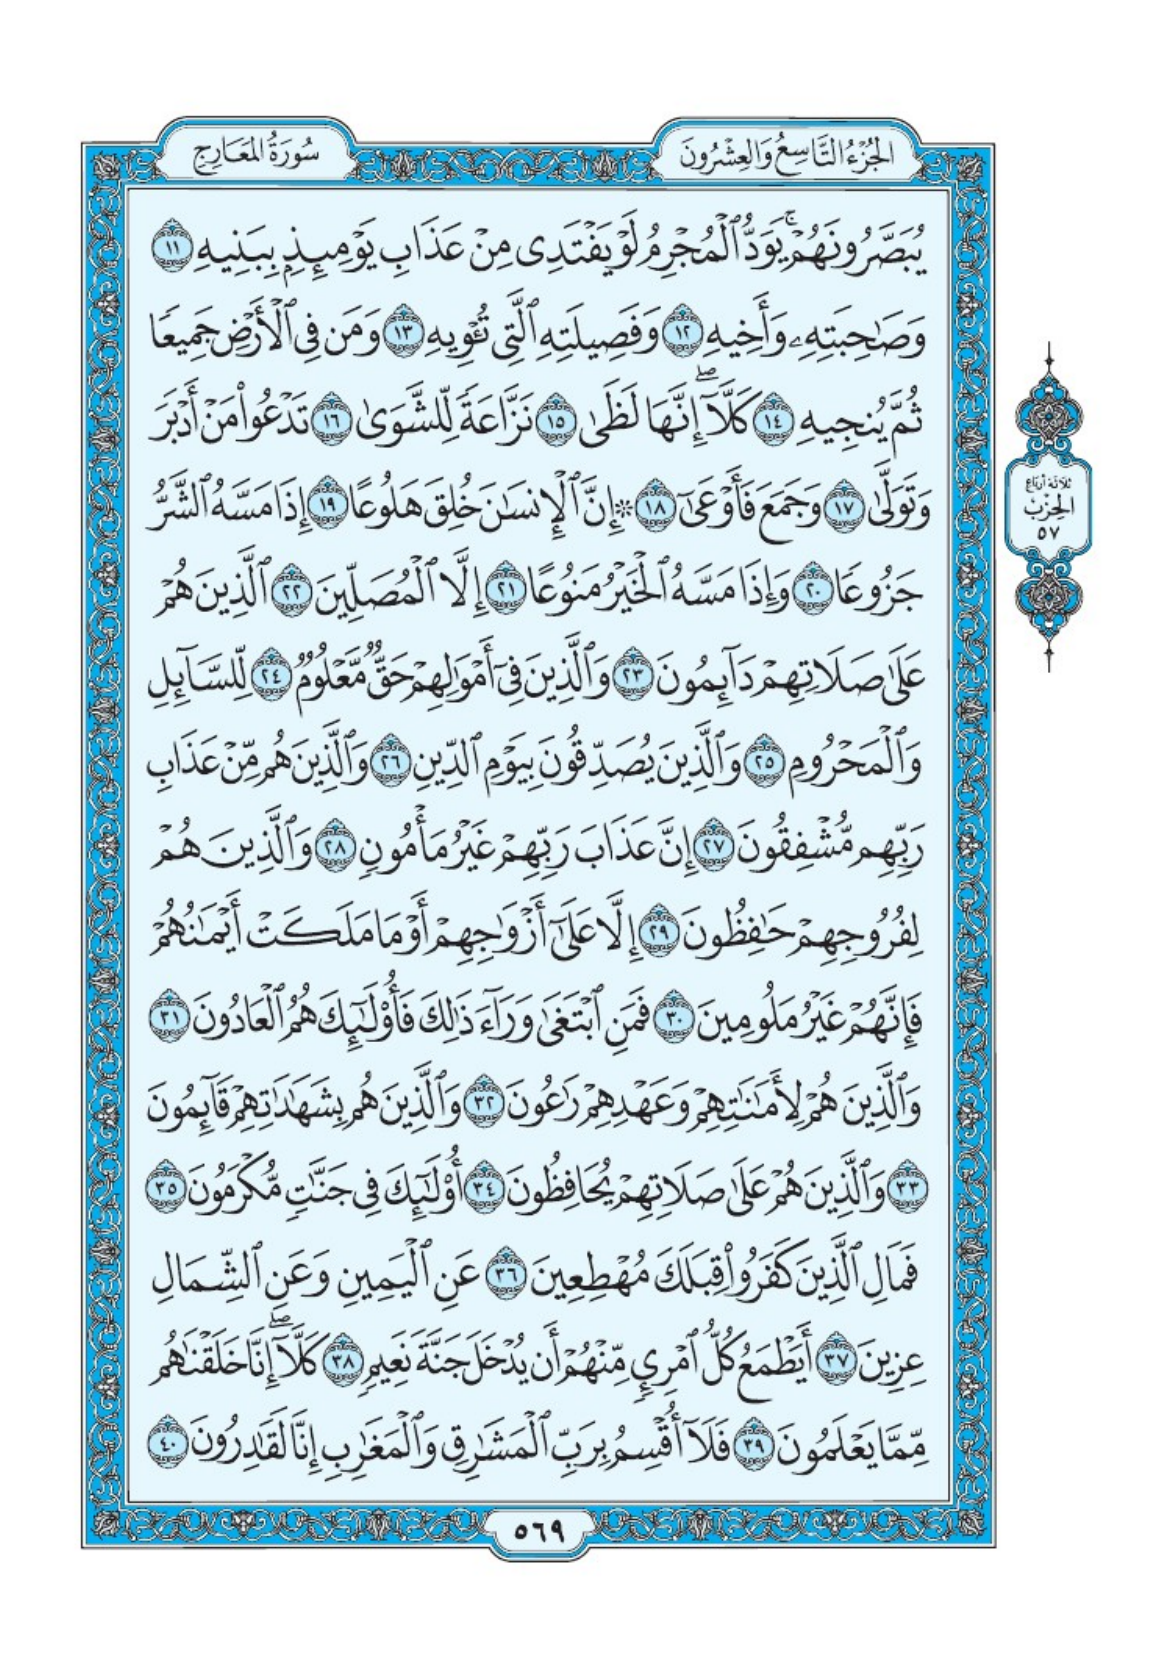 الجُزْءُ التَّاسِعُ وَالعِشْرُونَ
سُورَةُ المَعَارِجِ
يُبَصَّرُونَهُمْۚ يَوَدُّ ٱلْمُجْرِمُ لَوْ يَفْتَدِى مِنْ عَذَابِ يَوْمِئِذِۭ بِبَنِيهِ ١١
وَصَٰحِبَتِهِۦ وَأَخِيهِ ١٢ وَفَصِيلَتِهِ ٱلَّتِى تُـْٔوِيهِ ١٣ وَمَن فِى ٱلْأَرْضِ جَمِيعًا
ثُمَّ يُنجِيهِ ١٤ كَلَّآۖ إِنَّهَا لَظَىٰ ١٥ نَزَّاعَةً لِّلشَّوَىٰ ١٦ تَدْعُوا۟ مَنْ أَدْبَرَ
وَتَوَلَّىٰ ١٧ وَجَمَعَ فَأَوْعَىٰٓ ١٨ ۞ إِنَّ ٱلْإِنسَٰنَ خُلِقَ هَلُوعًا ١٩ إِذَا مَسَّهُ ٱلشَّرُّ
جَزُوعًا ٢٠ وَإِذَا مَسَّهُ ٱلْخَيْرُ مَنُوعًا ٢١ إِلَّا ٱلْمُصَلِّينَ ٢٢ ٱلَّذِينَ هُمْ
عَلَىٰ صَلَاتِهِمْ دَآئِمُونَ ٢٣ وَٱلَّذِينَ فِىٓ أَمْوَٰلِهِمْ حَقٌّ مَّعْلُومٌ ٢٤ لِّلسَّآئِلِ
وَٱلْمَحْرُومِ ٢٥ وَٱلَّذِينَ يُصَدِّقُونَ بِيَوْمِ ٱلدِّينِ ٢٦ وَٱلَّذِينَ هُم مِّنْ عَذَابِ
رَبِّهِم مُّشْفِقُونَ ٢٧ إِنَّ عَذَابَ رَبِّهِمْ غَيْرُ مَأْمُونٍ ٢٨ وَٱلَّذِينَ هُمْ
لِفُرُوجِهِمْ حَٰفِظُونَ ٢٩ إِلَّا عَلَىٰٓ أَزْوَٰجِهِمْ أَوْ مَا مَلَكَتْ أَيْمَٰنُهُمْ
فَإِنَّهُمْ غَيْرُ مَلُومِينَ ٣٠ فَمَنِ ٱبْتَغَىٰ وَرَآءَ ذَٰلِكَ فَأُو۟لَٰٓئِكَ هُمُ ٱلْعَادُونَ ٣١
وَٱلَّذِينَ هُمْ لِأَمَٰنَٰتِهِمْ وَعَهْدِهِمْ رَٰعُونَ ٣٢ وَٱلَّذِينَ هُم بِشَهَٰدَٰتِهِمْ قَآئِمُونَ
٣٣ وَٱلَّذِينَ هُمْ عَلَىٰ صَلَاتِهِمْ يُحَافِظُونَ ٣٤ أُو۟لَٰٓئِكَ فِى جَنَّٰتٍ مُّكْرَمُونَ ٣٥
فَمَالِ ٱلَّذِينَ كَفَرُوا۟ قِبَلَكَ مُهْطِعِينَ ٣٦ عَنِ ٱلْيَمِينِ وَعَنِ ٱلشِّمَالِ
عِزِينَ ٣٧ أَيَطْمَعُ كُلُّ ٱمْرِئٍ مِّنْهُمْ أَن يُدْخَلَ جَنَّةَ نَعِيمٍ ٣٨ كَلَّآۖ إِنَّا خَلَقْنَٰهُم
مِّمَّا يَعْلَمُونَ ٣٩ فَلَآ أُقْسِمُ بِرَبِّ ٱلْمَشَٰرِقِ وَٱلْمَغَٰرِبِ إِنَّا لَقَٰدِرُونَ ٤٠
ثلاثة أرباع
الحِزْبِ
٥٧
٥٦٩